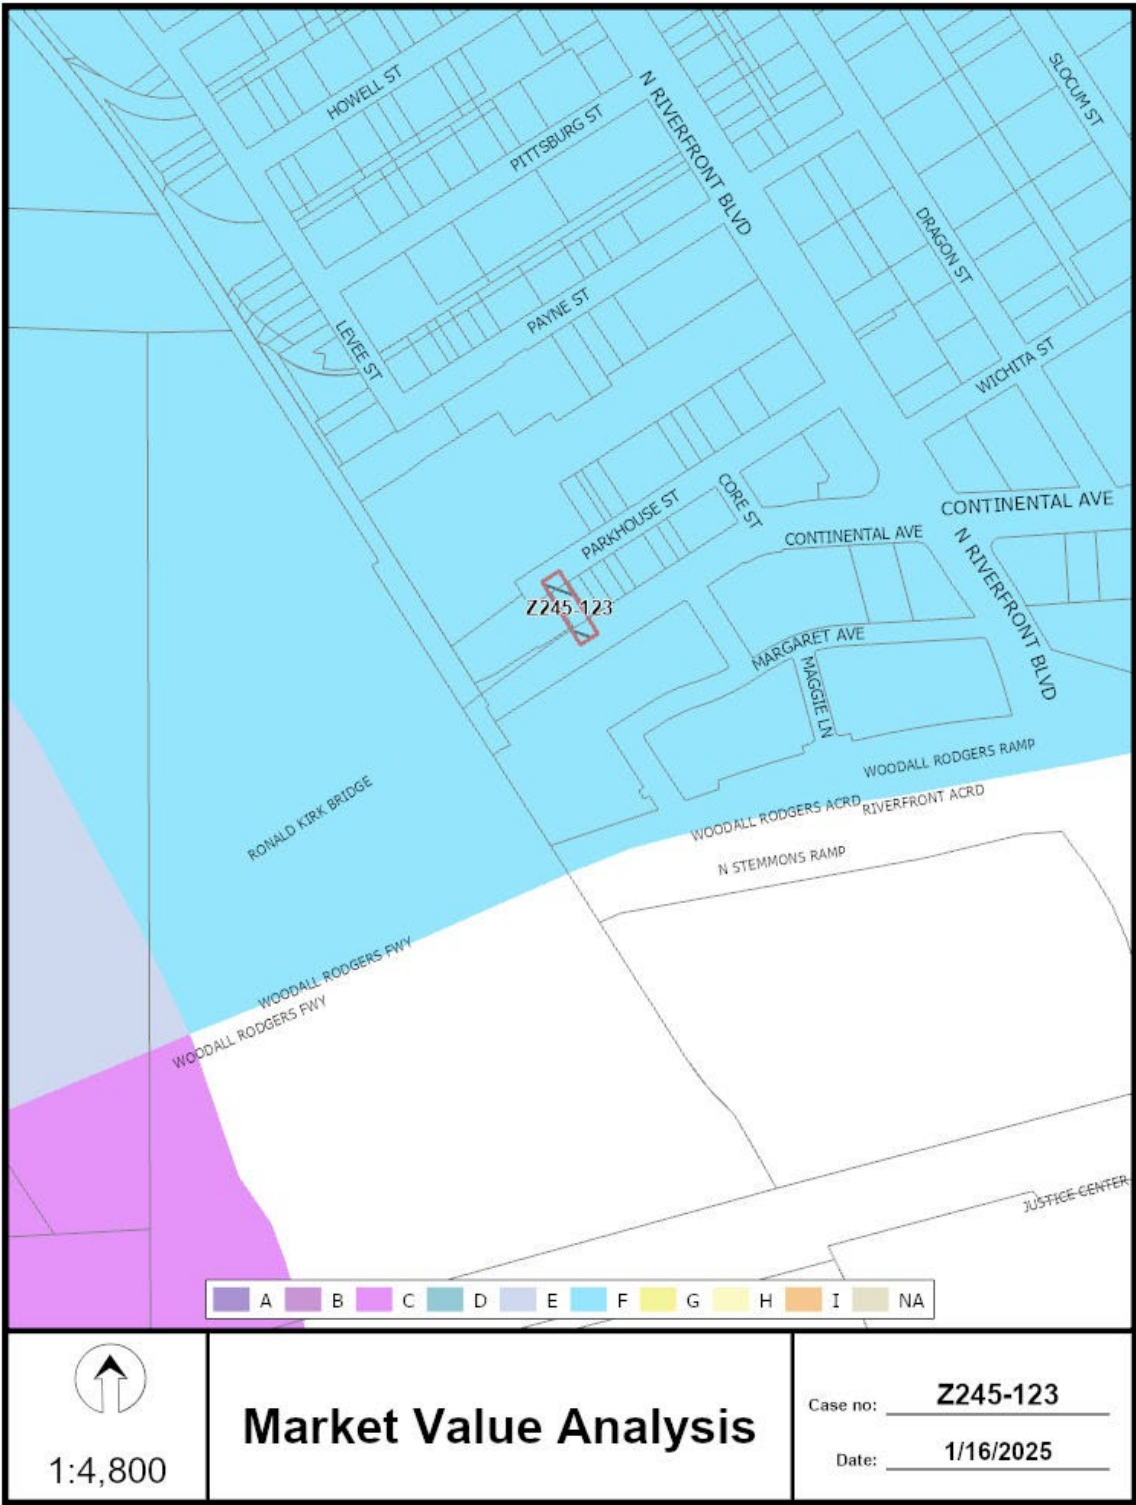 HOWELL ST
N RIVERFRONT BLVD
SLOCUM ST
PITTSBURG ST
DRAGON ST
PAYNE ST
LEVEE ST
WICHITA ST
CORE ST
PARKHOUSE ST
CONTINENTAL AVE
CONTINENTAL AVE
N RIVERFRONT BLVD
Z245-123
MARGARET AVE
MAGGIE LN
WOODALL RODGERS RAMP
RONALD KIRK BRIDGE
WOODALL RODGERS ACRD
RIVERFRONT ACRD
N STEMMONS RAMP
WOODALL RODGERS FWY
WOODALL RODGERS FWY
JUSTICE CENTER
A B C D E F G H I NA
1:4,800
Market Value Analysis
Case no: Z245-123
Date: 1/16/2025